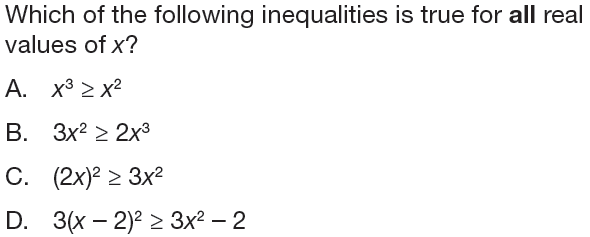 Which of the following inequalities is true for all real
values of x?
A. x³ ≥ x²
B. 3x² ≥ 2x³
C. (2x)² ≥ 3x²
D. 3(x – 2)² ≥ 3x² – 2